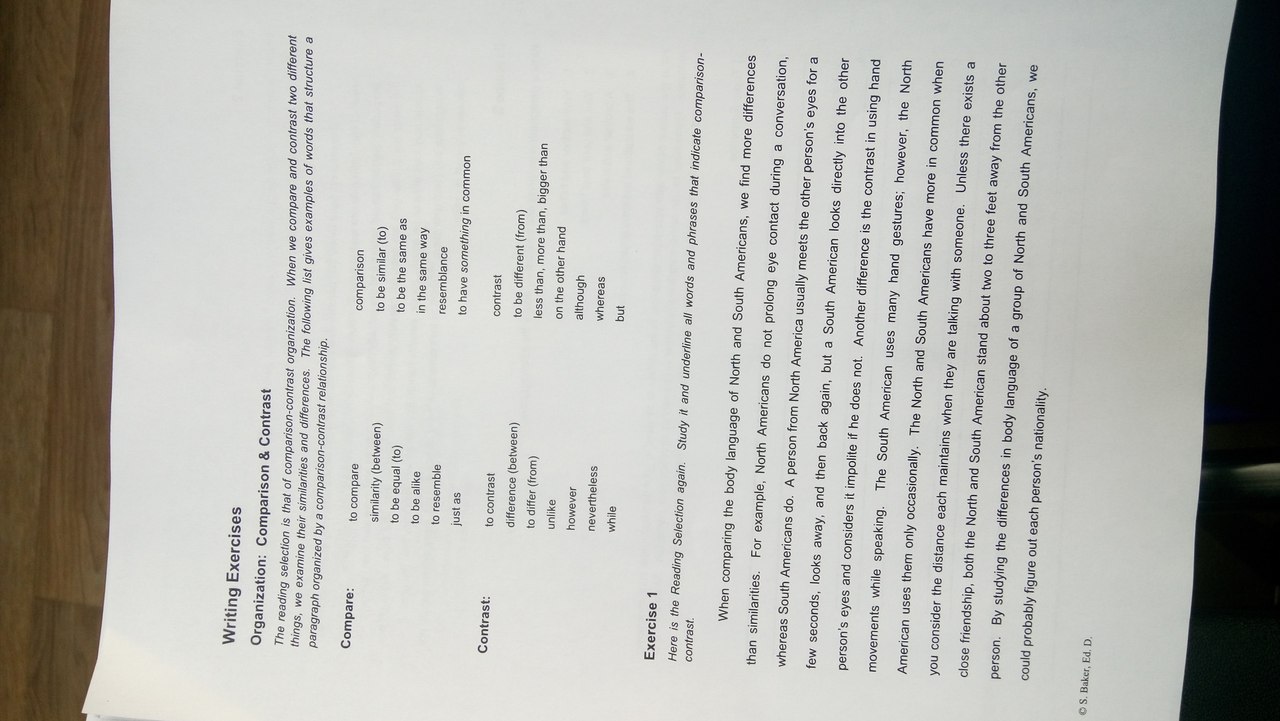 Writing Exercises
Organization: Comparison & Contrast
The reading selection is that of comparison-contrast organization. When we compare and contrast two different
things, we examine their similarities and differences. The following list gives examples of words that structure a
paragraph organized by a comparison-contrast relationship.
Compare: to compare comparison
similarity (between) to be similar (to)
to be equal (to) to be the same as
to be alike in the same way
to resemble resemblance
just as to have something in common
Contrast: to contrast contrast
difference (between) to be different (from)
to differ (from) less than, more than, bigger than
unlike on the other hand
however although
nevertheless whereas
while but
Exercise 1
Here is the Reading Selection again. Study it and underline all words and phrases that indicate comparison-
contrast.
When comparing the body language of North and South Americans, we find more differences
than similarities. For example, North Americans do not prolong eye contact during a conversation,
whereas South Americans do. A person from North America usually meets the other person's eyes for a
few seconds, looks away, and then back again, but a South American looks directly into the other
person's eyes and considers it impolite if he does not. Another difference is the contrast in using hand
movements while speaking. The South American uses many hand gestures; however, the North
American uses them only occasionally. The North and South Americans have more in common when
you consider the distance each maintains when they are talking with someone. Unless there exists a
close friendship, both the North and South American stand about two to three feet away from the other
person. By studying the differences in body language of a group of North and South Americans, we
could probably figure out each person's nationality.
© S. Baker, Ed. D.